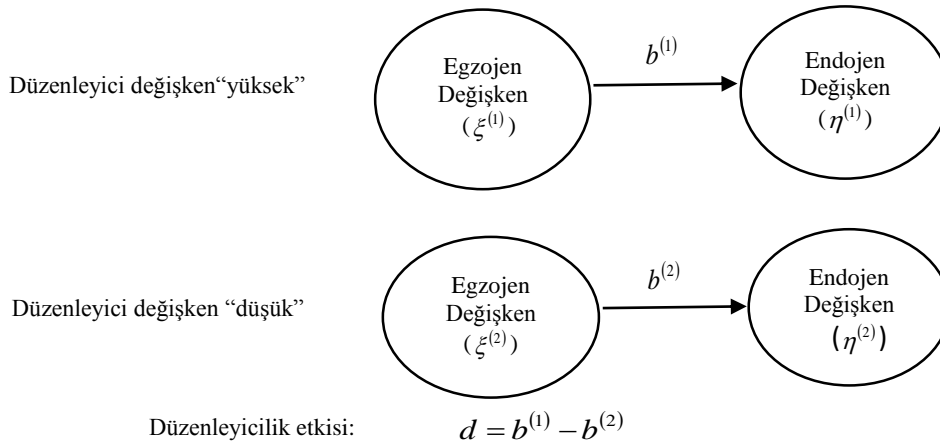 Düzenleyici değişken“yüksek”
Egzojen
Değişken
(ξ⁽¹⁾)
b⁽¹⁾
Endojen
Değişken
(η⁽¹⁾)
Düzenleyici değişken “düşük”
Egzojen
Değişken
(ξ⁽²⁾)
b⁽²⁾
Endojen
Değişken
(η⁽²⁾)
Düzenleyicilik etkisi: d = b⁽¹⁾ − b⁽²⁾